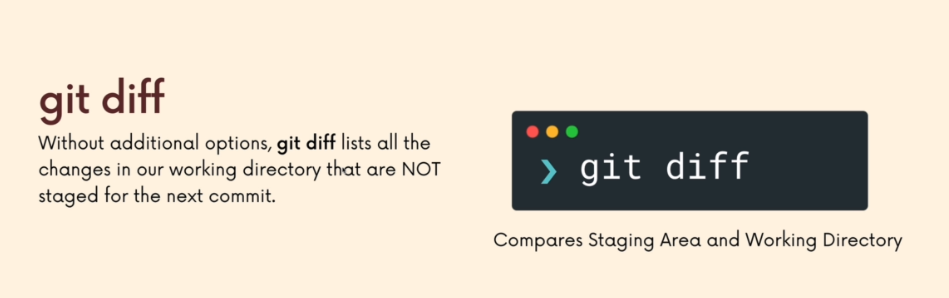 git diff
Without additional options, git diff lists all the
changes in our working directory that are NOT
staged for the next commit.
❯ git diff
Compares Staging Area and Working Directory